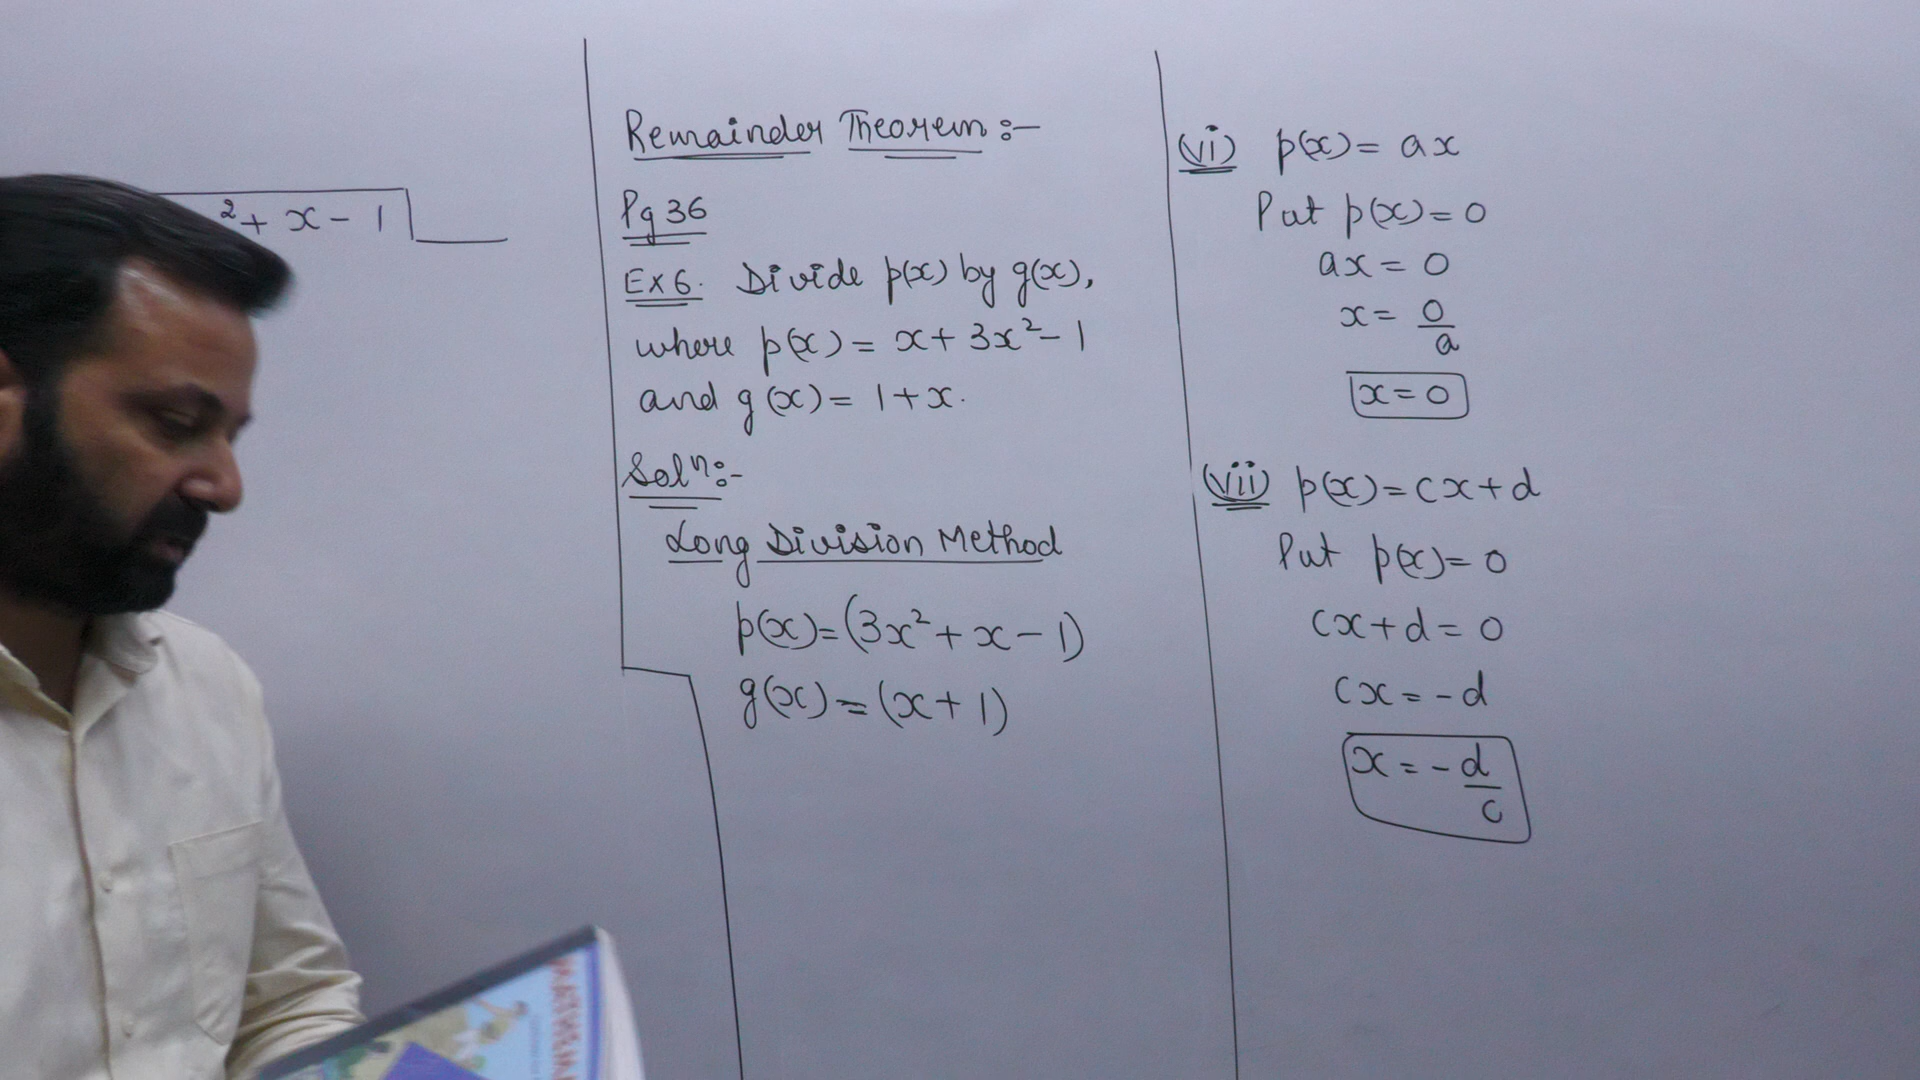 ² + x - 1
Remainder Theorem :-
Pg 36
Ex 6. Divide p(x) by g(x),
where p(x) = x + 3x² - 1
and g(x) = 1 + x.
Solⁿ:-
Long Division Method
p(x) = (3x² + x - 1)
g(x) = (x + 1)
(vi) p(x) = ax
Put p(x) = 0
ax = 0
x = 0/a
x = 0
(vii) p(x) = cx + d
Put p(x) = 0
cx + d = 0
cx = -d
x = -d/c